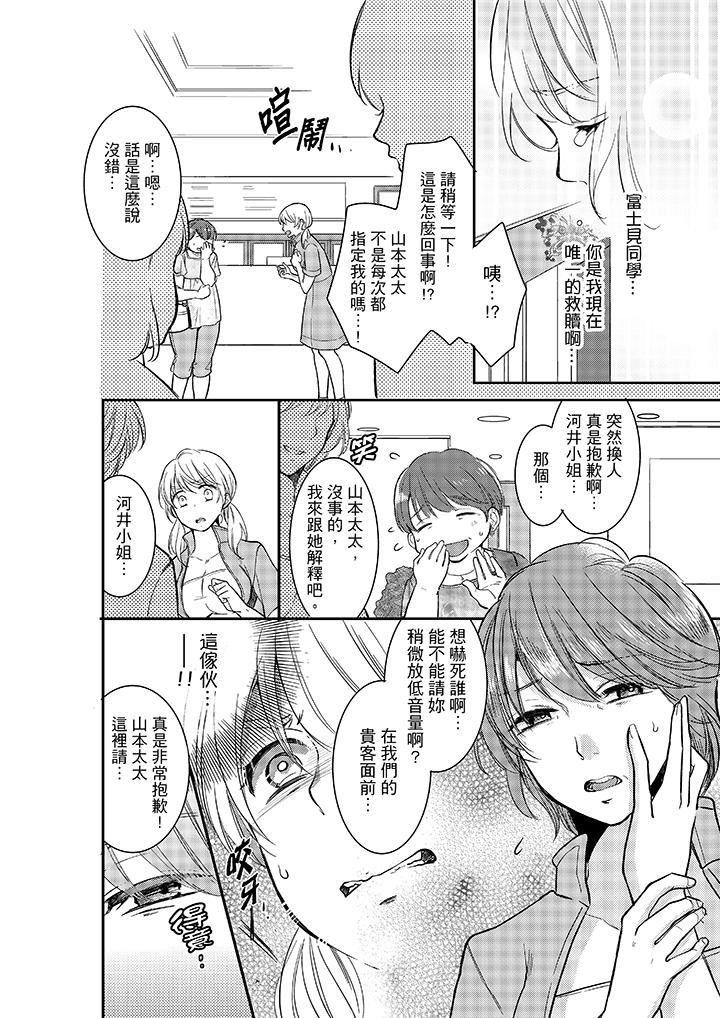 富士見同學…
你是我現在
唯一的救贖啊…
咦…!?
請稍等一下！
這是怎麼回事啊!?
山本太太
不是每次都
指定我的嗎…！
喧鬧
啊…嗯…
話是這麼說
沒錯…
突然換人
真是抱歉啊…
河井小姐
那個…
笑
山本太太，
沒事的，
我來跟她解釋吧。
河井小姐…
想嚇死誰啊…
能不能請妳
稍微放低音量啊？
在我們的
貴客面前…
這傢伙…
——!!
咬牙—
真是非常抱歉！
山本太太
這裡請…
得意…